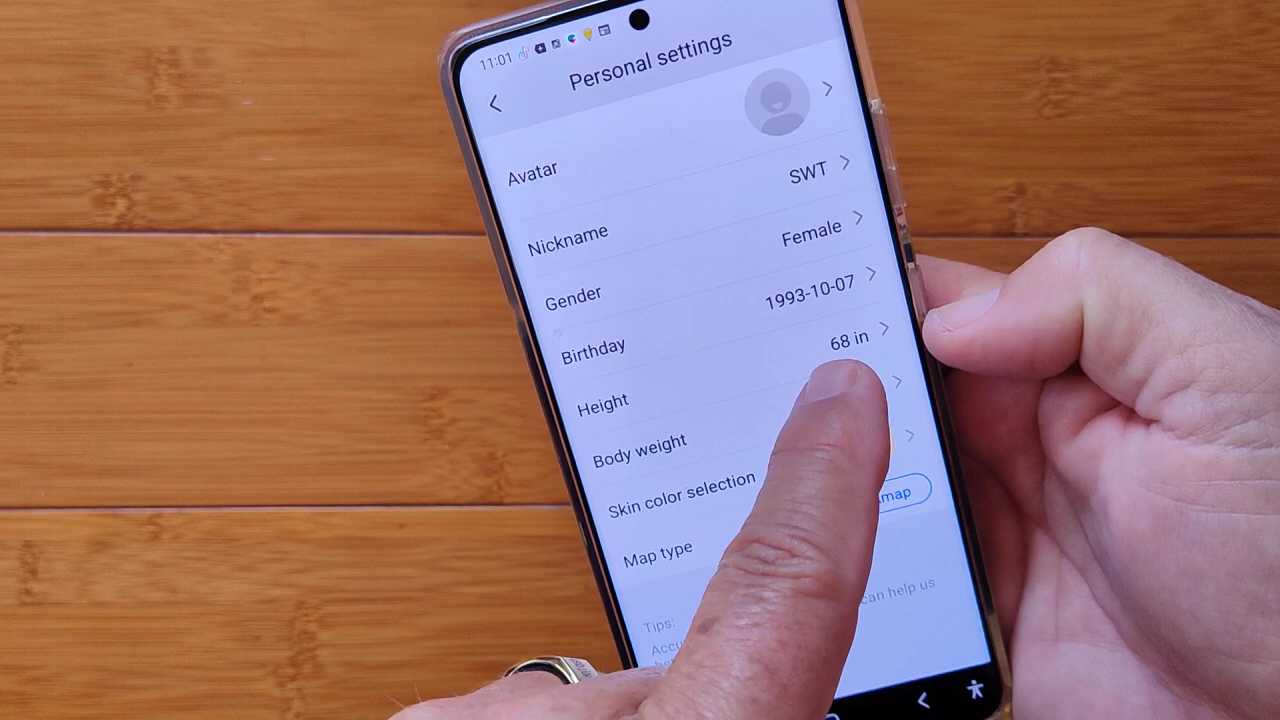 11:01
Personal settings
Avatar
Nickname SWT
Gender Female
Birthday 1993-10-07
Height 68 in
Body weight
Skin color selection
Map type map
Tips:
can help us